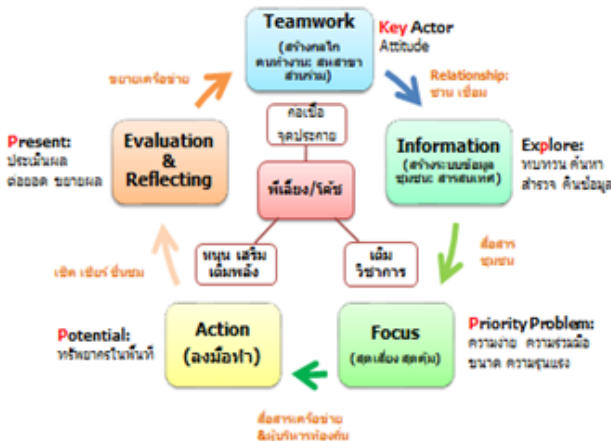 Teamwork
(สร้างกลไก
คนทำงาน: สหสาขา
ส่วนร่วม)
Key Actor
Attitude
ขยายเครือข่าย
Relationship:
ชวน เชื่อม
ก่อเชื้อ
จุดประกาย
Present:
ประเมินผล
ต่อยอด ขยายผล
Evaluation
&
Reflecting
Information
(สร้างระบบข้อมูล
ชุมชน: สารสนเทศ)
Explore:
ทบทวน ค้นหา
สำรวจ คืนข้อมูล
พี่เลี้ยง/โค้ช
หนุน เสริม
เติมพลัง
เติม
วิชาการ
สื่อสาร
ชุมชน
เชิด เชียร์ ชื่นชม
Potential:
ทรัพยากรในพื้นที่
Action
(ลงมือทำ)
Focus
(สุดเสี่ยง สุดคุ้ม)
Priority Problem:
ความง่าย ความร่วมมือ
ขนาด ความรุนแรง
สื่อสารเครือข่าย
&ผู้บริหารท้องถิ่น